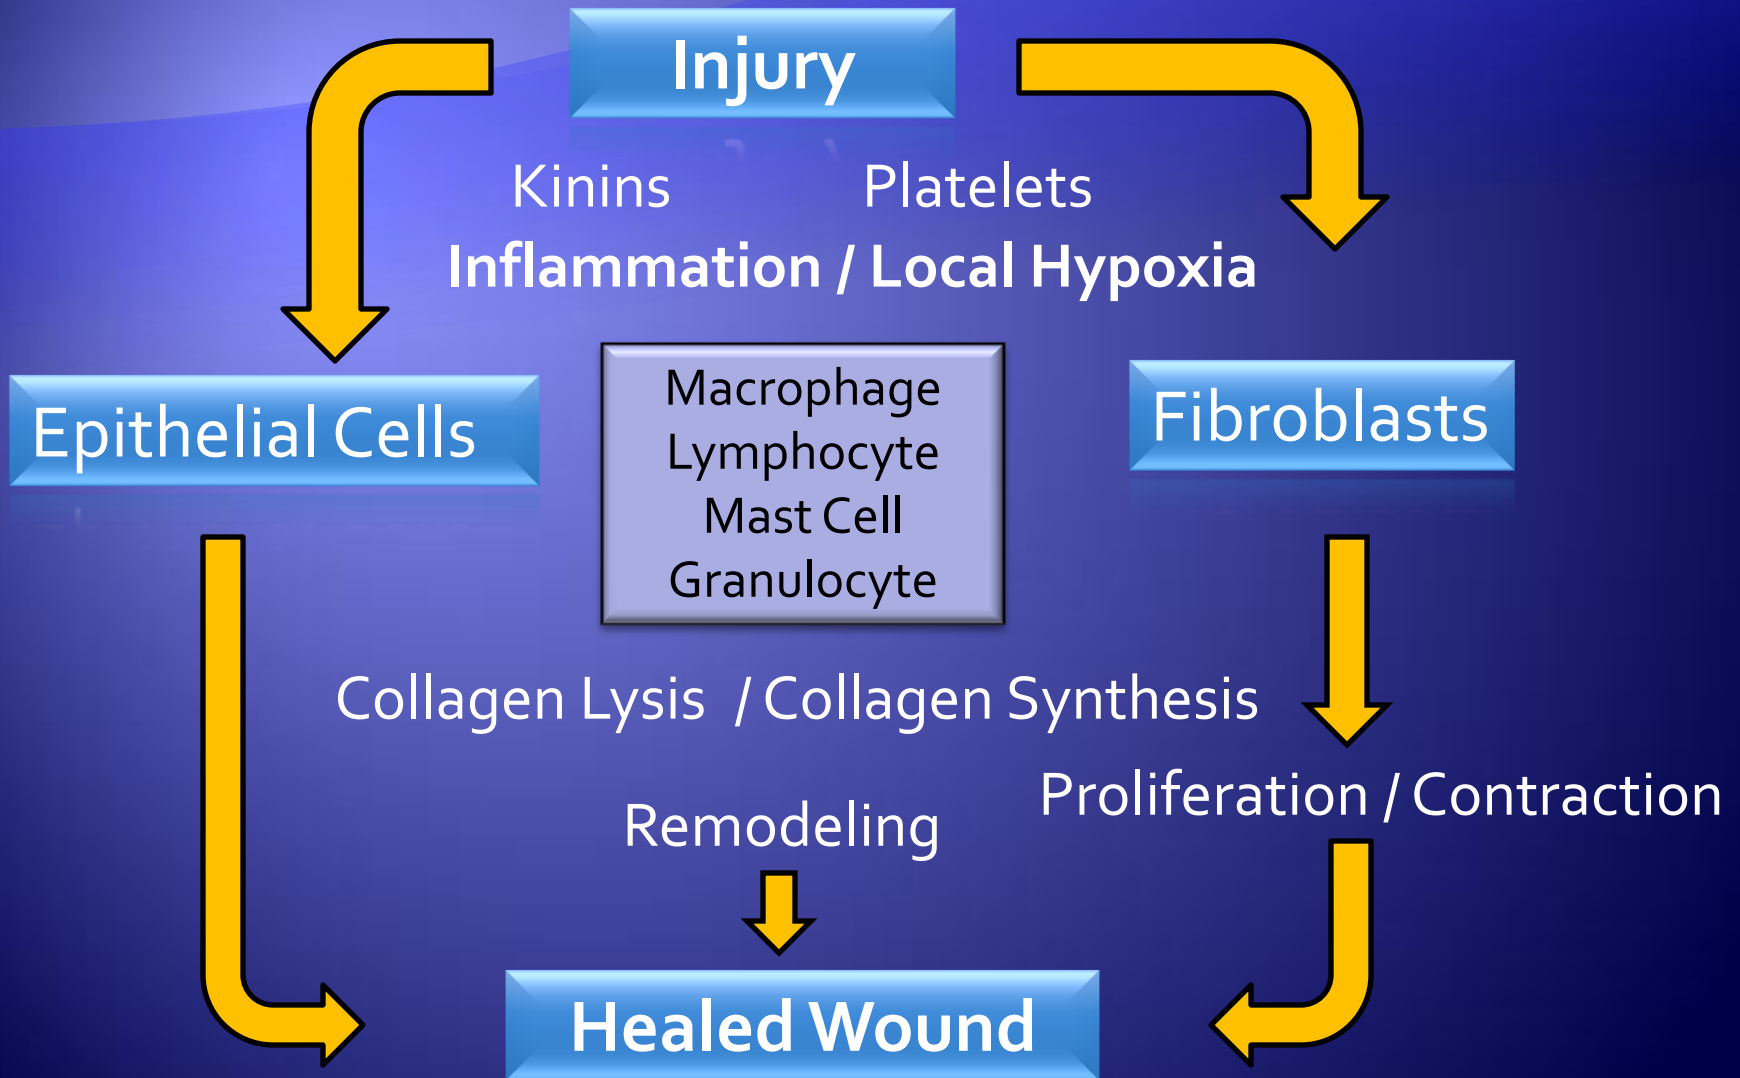 Injury
Kinins Platelets
Inflammation / Local Hypoxia
Epithelial Cells
Macrophage
Lymphocyte
Mast Cell
Granulocyte
Fibroblasts
Collagen Lysis / Collagen Synthesis
Proliferation / Contraction
Remodeling
Healed Wound